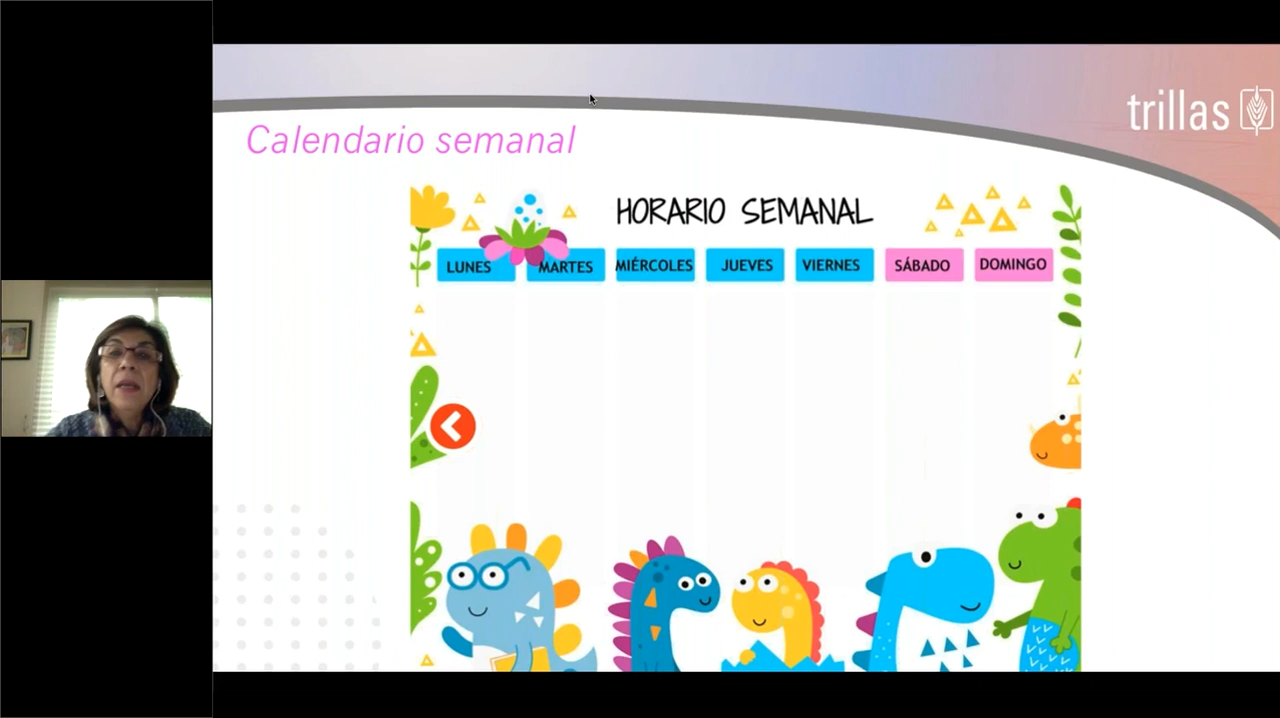 trillas
Calendario semanal
HORARIO SEMANAL
LUNES MARTES MIÉRCOLES JUEVES VIERNES SÁBADO DOMINGO